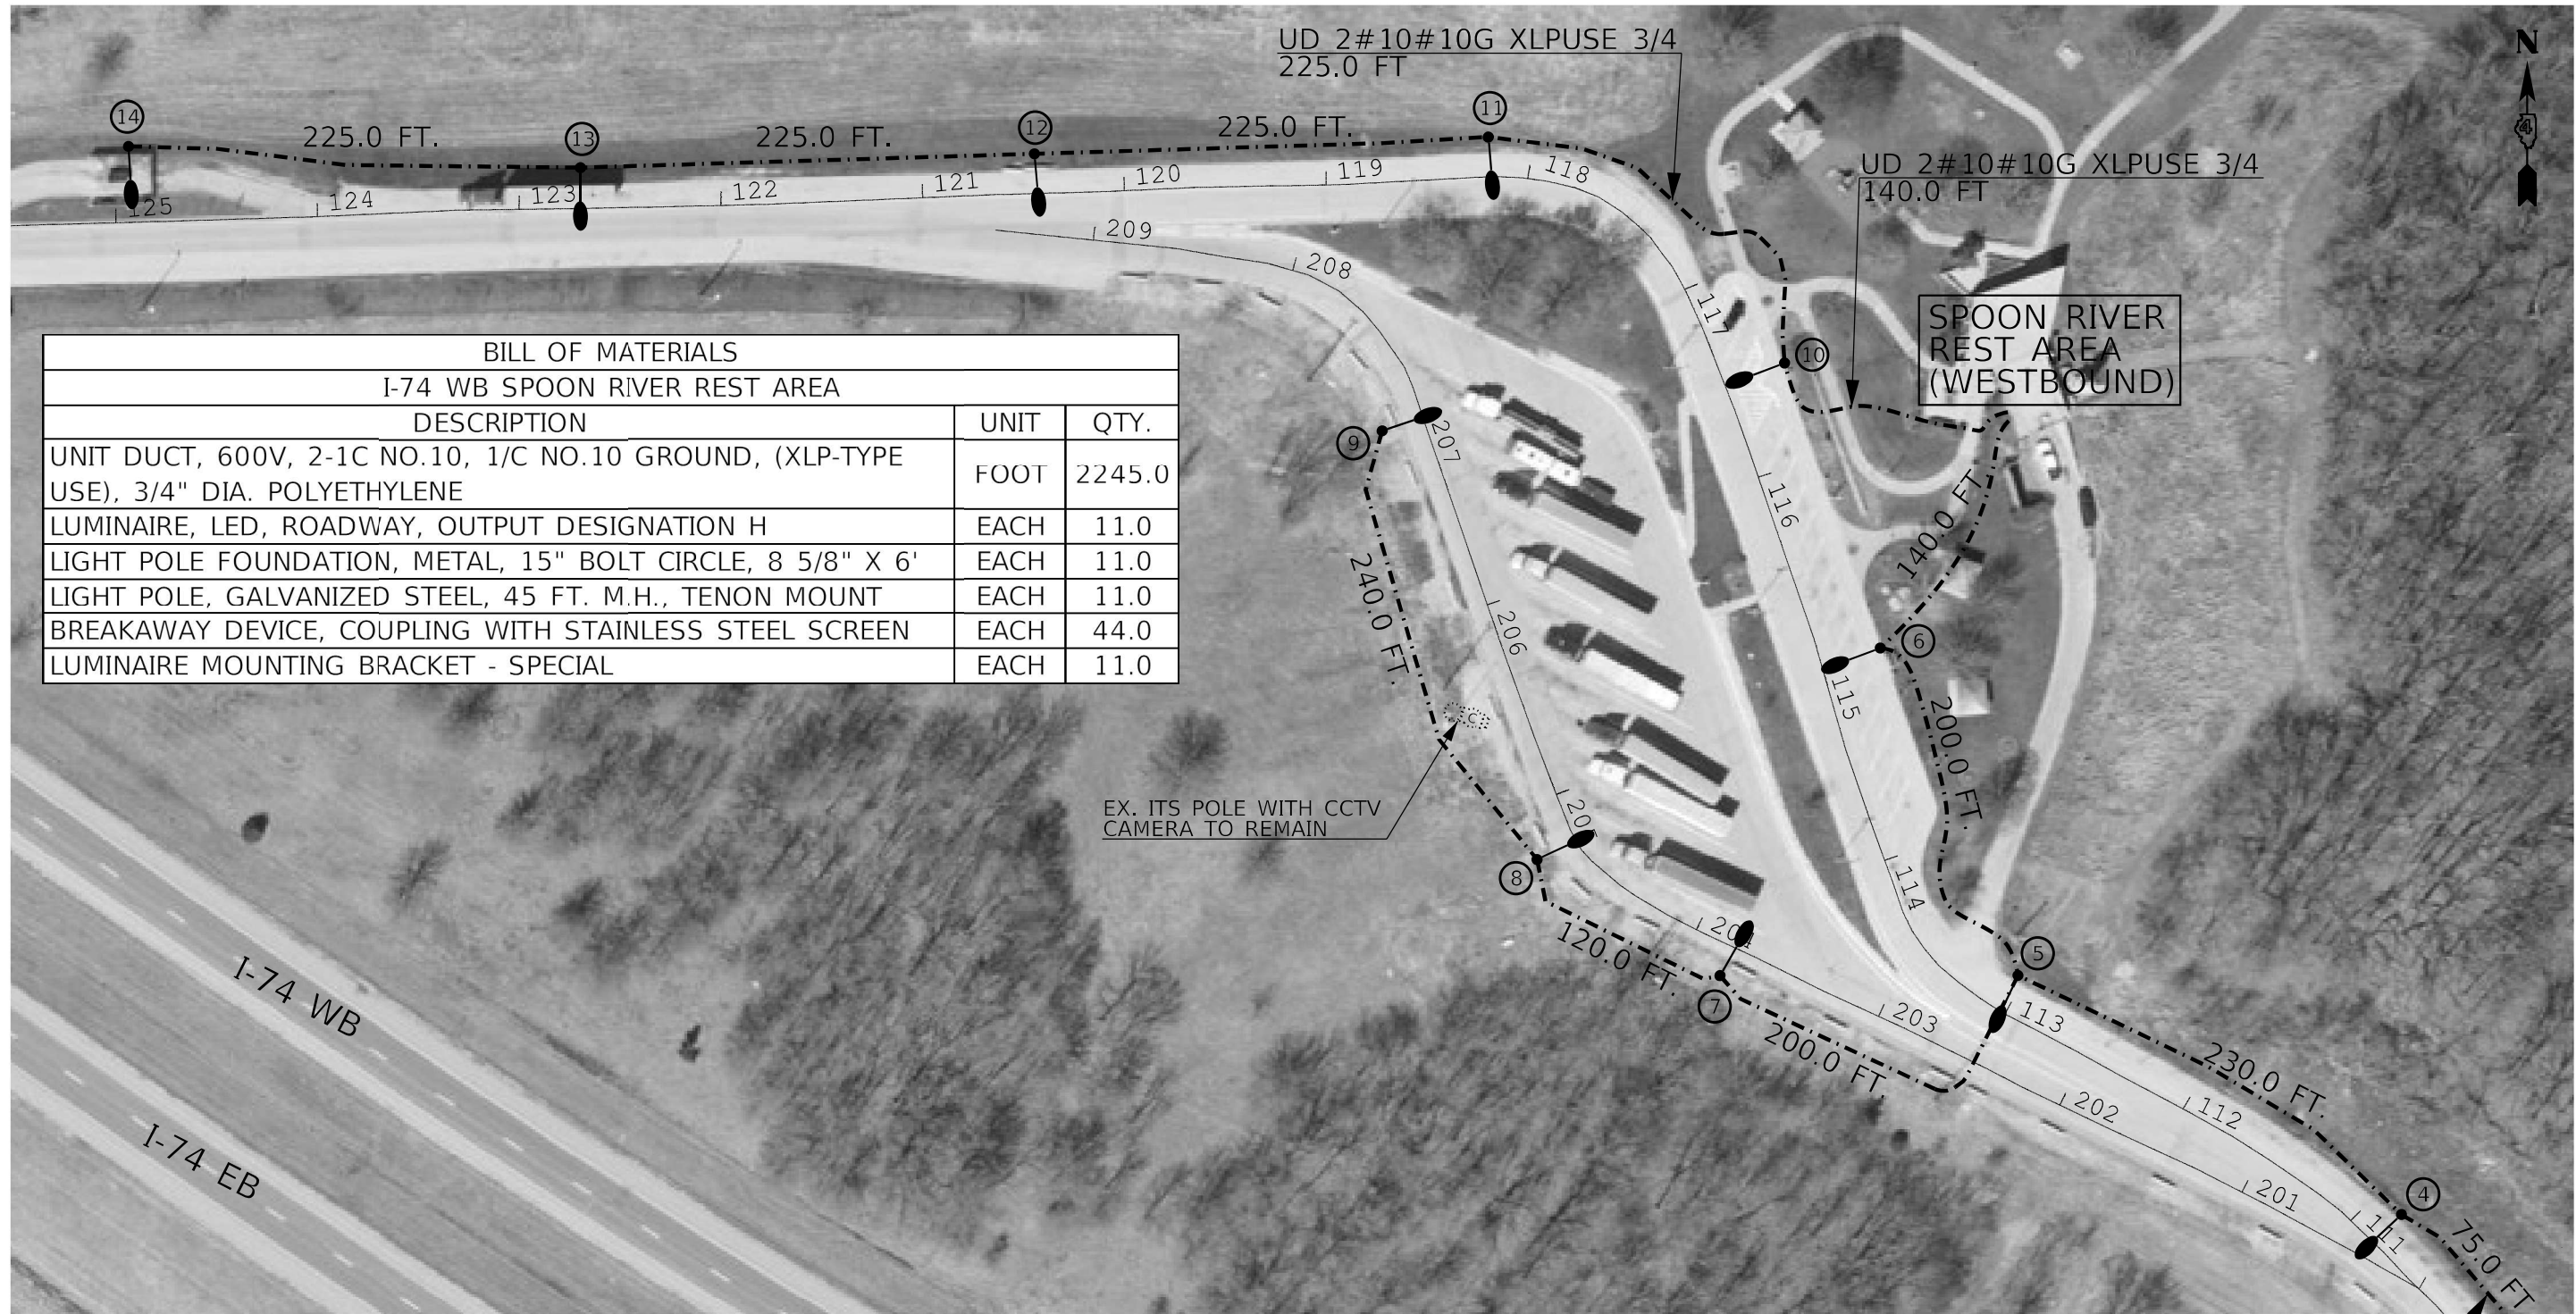 UD 2#10#10G XLPUSE 3/4
225.0 FT
N
4
14
225.0 FT.
13
225.0 FT.
12
225.0 FT.
11
UD 2#10#10G XLPUSE 3/4
140.0 FT
125
124
123
122
121
120
119
118
209
208
117
SPOON RIVER
REST AREA
(WESTBOUND)
10
BILL OF MATERIALS
I-74 WB SPOON RIVER REST AREA
DESCRIPTION UNIT QTY.
UNIT DUCT, 600V, 2-1C NO.10, 1/C NO.10 GROUND, (XLP-TYPE
USE), 3/4" DIA. POLYETHYLENE FOOT 2245.0
LUMINAIRE, LED, ROADWAY, OUTPUT DESIGNATION H EACH 11.0
LIGHT POLE FOUNDATION, METAL, 15" BOLT CIRCLE, 8 5/8" X 6' EACH 11.0
LIGHT POLE, GALVANIZED STEEL, 45 FT. M.H., TENON MOUNT EACH 11.0
BREAKAWAY DEVICE, COUPLING WITH STAINLESS STEEL SCREEN EACH 44.0
LUMINAIRE MOUNTING BRACKET - SPECIAL EACH 11.0
9
207
116
140.0 FT.
240.0 FT.
206
6
115
200.0 FT.
C
EX. ITS POLE WITH CCTV
CAMERA TO REMAIN
205
8
114
204
120.0 FT.
7
5
113
203
200.0 FT.
230.0 FT.
202
112
201
4
111
75.0 FT
I-74 WB
I-74 EB